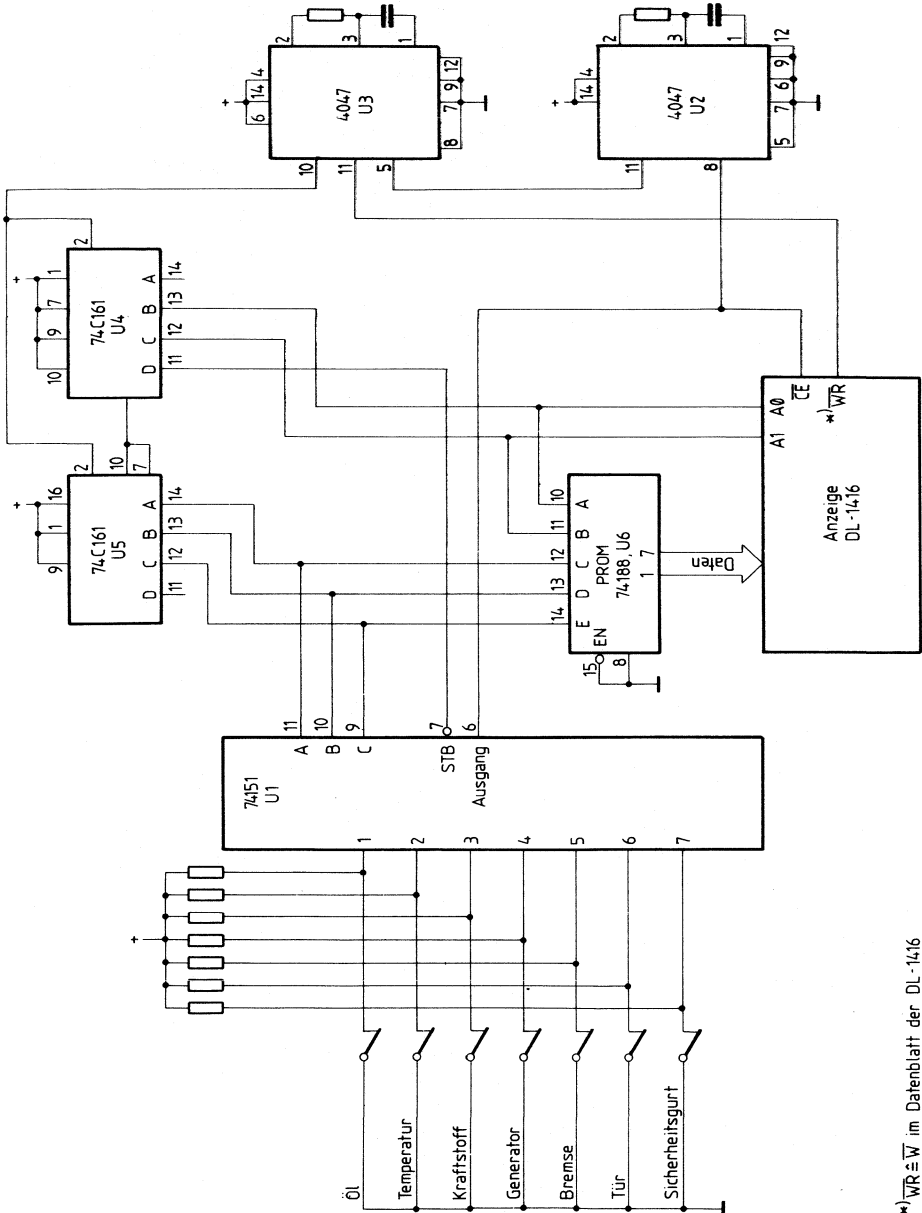 2
3
1
4
14
6
4047
U3
12
9
7
8
10
11
5
2
3
1
4
14
4047
U2
12
9
6
7
5
11
8
+
+
+
2
1
7
9
10
74C161
U4
A
B
C
D
14
13
12
11
+
2
10
7
16
1
9
74C161
U5
A
B
C
D
14
13
12
11
A1
A0
CE
*) WR
Anzeige
DL-1416
10
11
12
13
14
A
B
C
D
E
PROM
74188, U6
EN
15
8
1
7
Daten
74151
U1
11
10
9
7
6
A
B
C
STB
Ausgang
1
2
3
4
5
6
7
+
Öl
Temperatur
Kraftstoff
Generator
Bremse
Tür
Sicherheitsgurt
*) WR ≙ W im Datenblatt der DL-1416